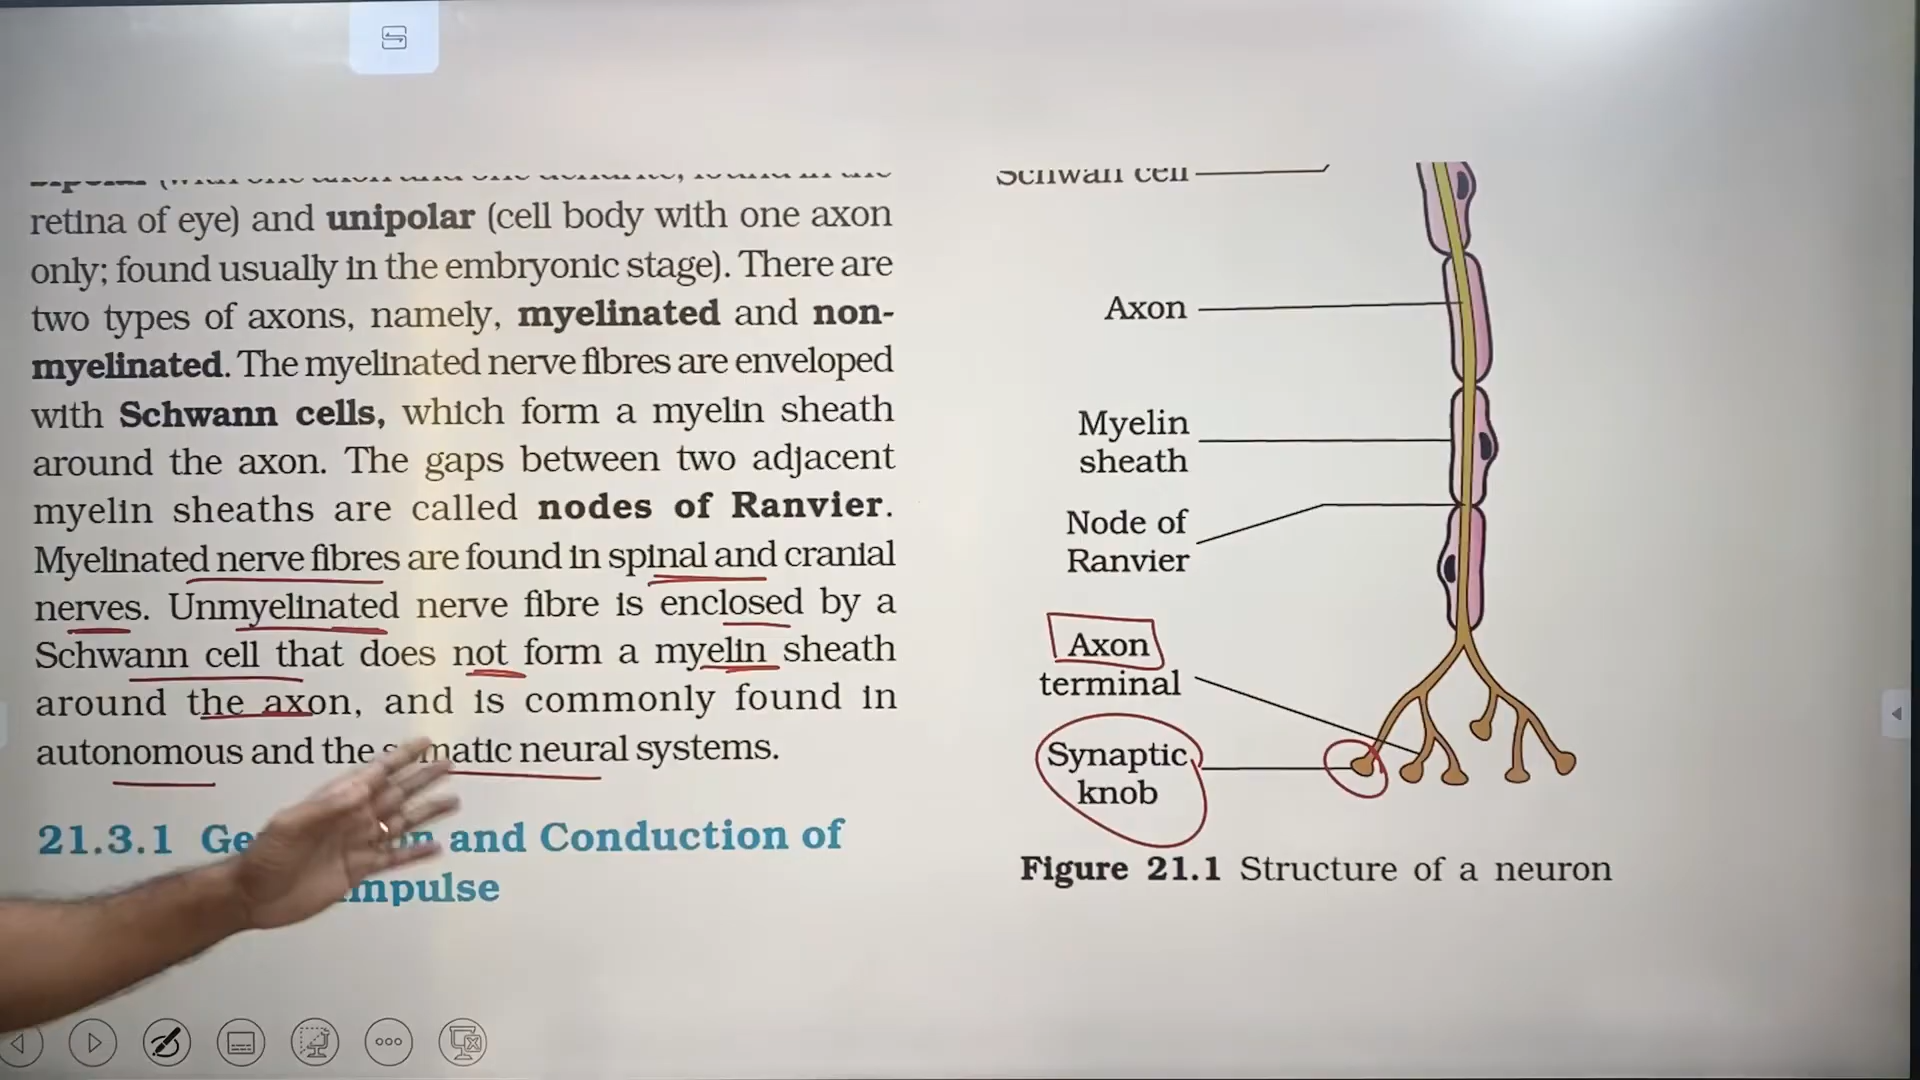 retina of eye) and unipolar (cell body with one axon
only; found usually in the embryonic stage). There are
two types of axons, namely, myelinated and non-
myelinated. The myelinated nerve fibres are enveloped
with Schwann cells, which form a myelin sheath
around the axon. The gaps between two adjacent
myelin sheaths are called nodes of Ranvier.
Myelinated nerve fibres are found in spinal and cranial
nerves. Unmyelinated nerve fibre is enclosed by a
Schwann cell that does not form a myelin sheath
around the axon, and is commonly found in
autonomous and the neural systems.
21.3.1 and Conduction of
Schwan cell
Axon
Myelin
sheath
Node of
Ranvier
Axon
terminal
Synaptic
knob
Figure 21.1 Structure of a neuron